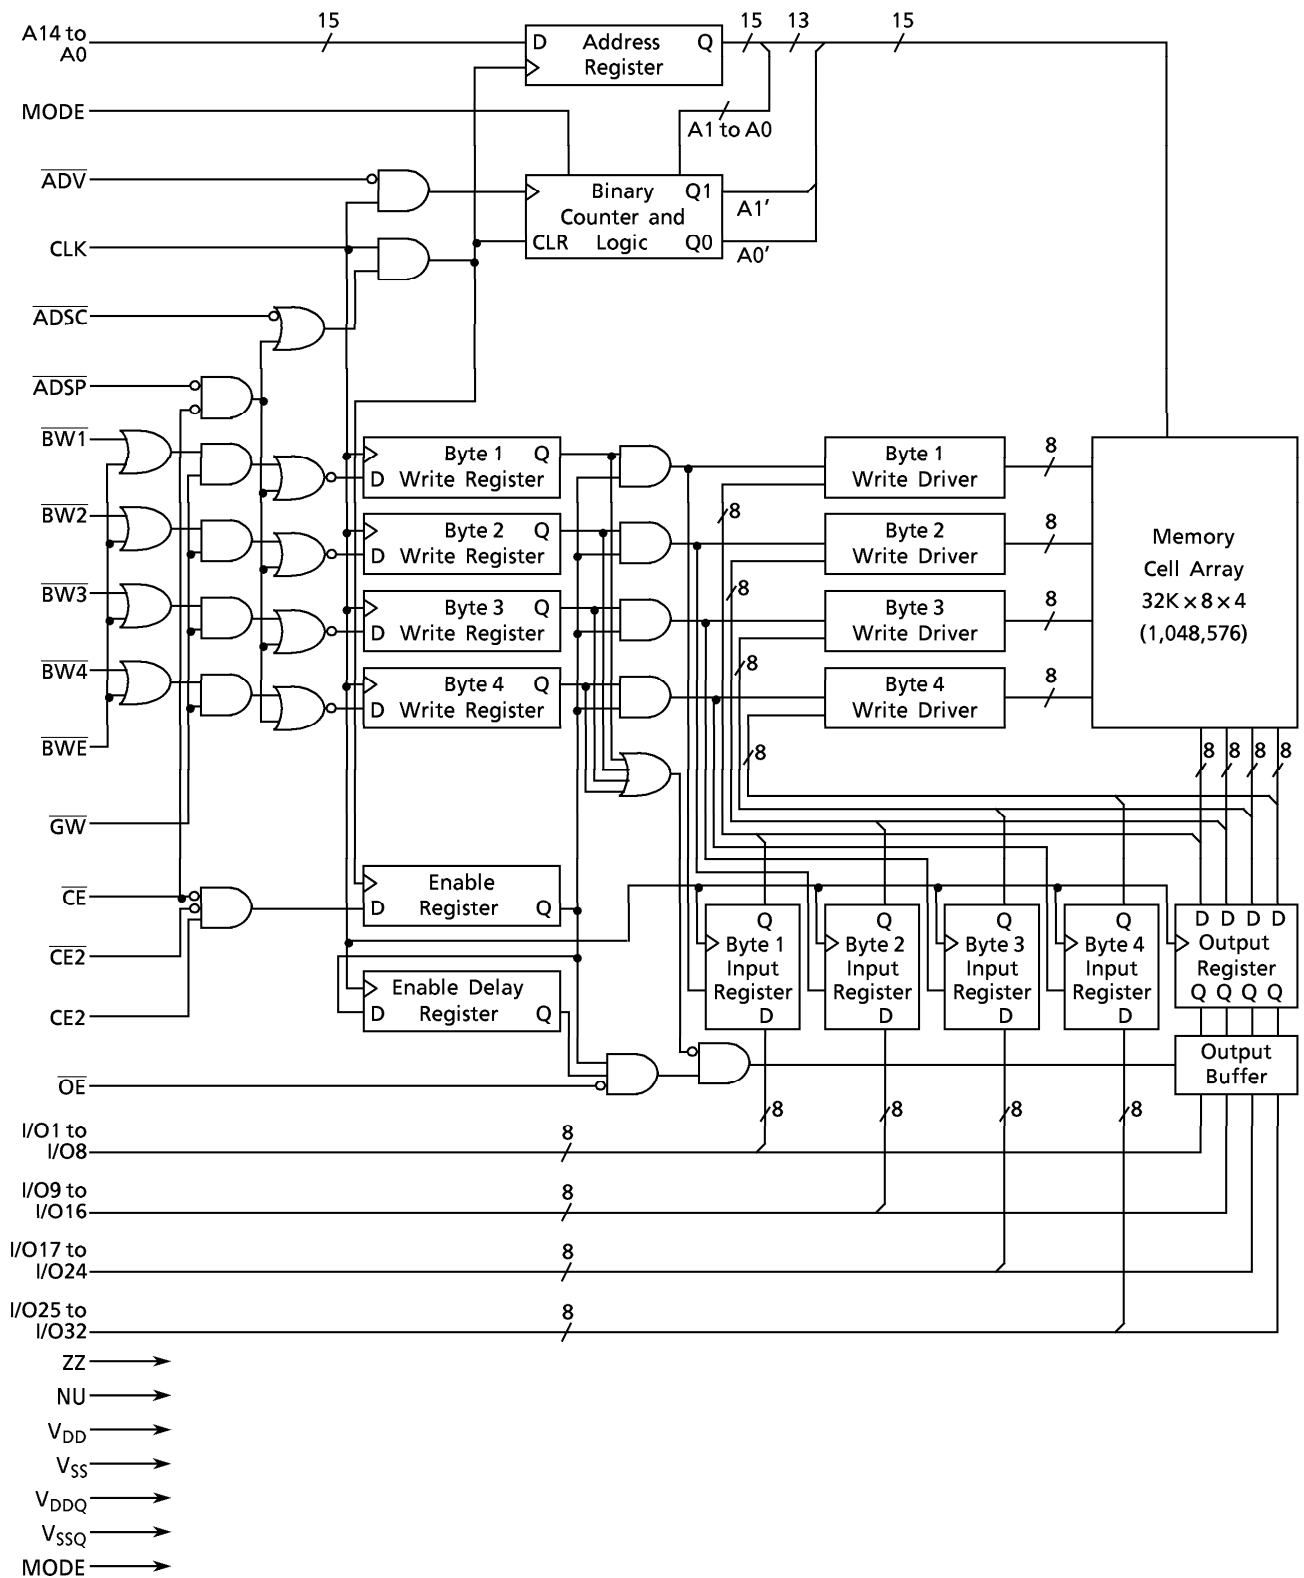 A14 to
A0
15
D Address Q
Register
15
13
15
MODE
A1 to A0
ADV
Binary Q1
Counter and
CLR Logic Q0
A1'
A0'
CLK
ADSC
ADSP
BW1
Byte 1 Q
D Write Register
Byte 1
Write Driver
8
8
BW2
Byte 2 Q
D Write Register
Byte 2
Write Driver
8
8
BW3
Byte 3 Q
D Write Register
Byte 3
Write Driver
8
8
BW4
Byte 4 Q
D Write Register
Byte 4
Write Driver
8
8
Memory
Cell Array
32K×8×4
(1,048,576)
BWE
8 8 8 8
GW
CE
Enable
D Register Q
CE2
Enable Delay
D Register Q
CE2
Q
Byte 1
Input
Register
D
Q
Byte 2
Input
Register
D
Q
Byte 3
Input
Register
D
Q
Byte 4
Input
Register
D
D D D D
Output
Register
Q Q Q Q
Output
Buffer
OE
8
8
8
8
I/O1 to
I/O8
8
I/O9 to
I/O16
8
I/O17 to
I/O24
8
I/O25 to
I/O32
8
ZZ
NU
VDD
VSS
VDDQ
VSSQ
MODE